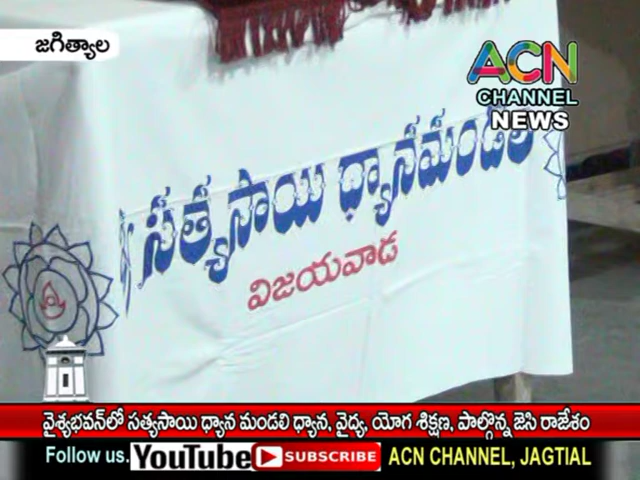 జగిత్యాల
ACN
CHANNEL
NEWS
సత్యసాయి ధ్యానమండలి
విజయవాడ
వైశ్యభవన్‌లో సత్యసాయి ధ్యాన మండలి ధ్యాన, వైద్య, యోగ శిక్షణ, పాల్గొన్న జెసి రాజేశం
Follow us. YouTube SUBSCRIBE ACN CHANNEL, JAGTIAL